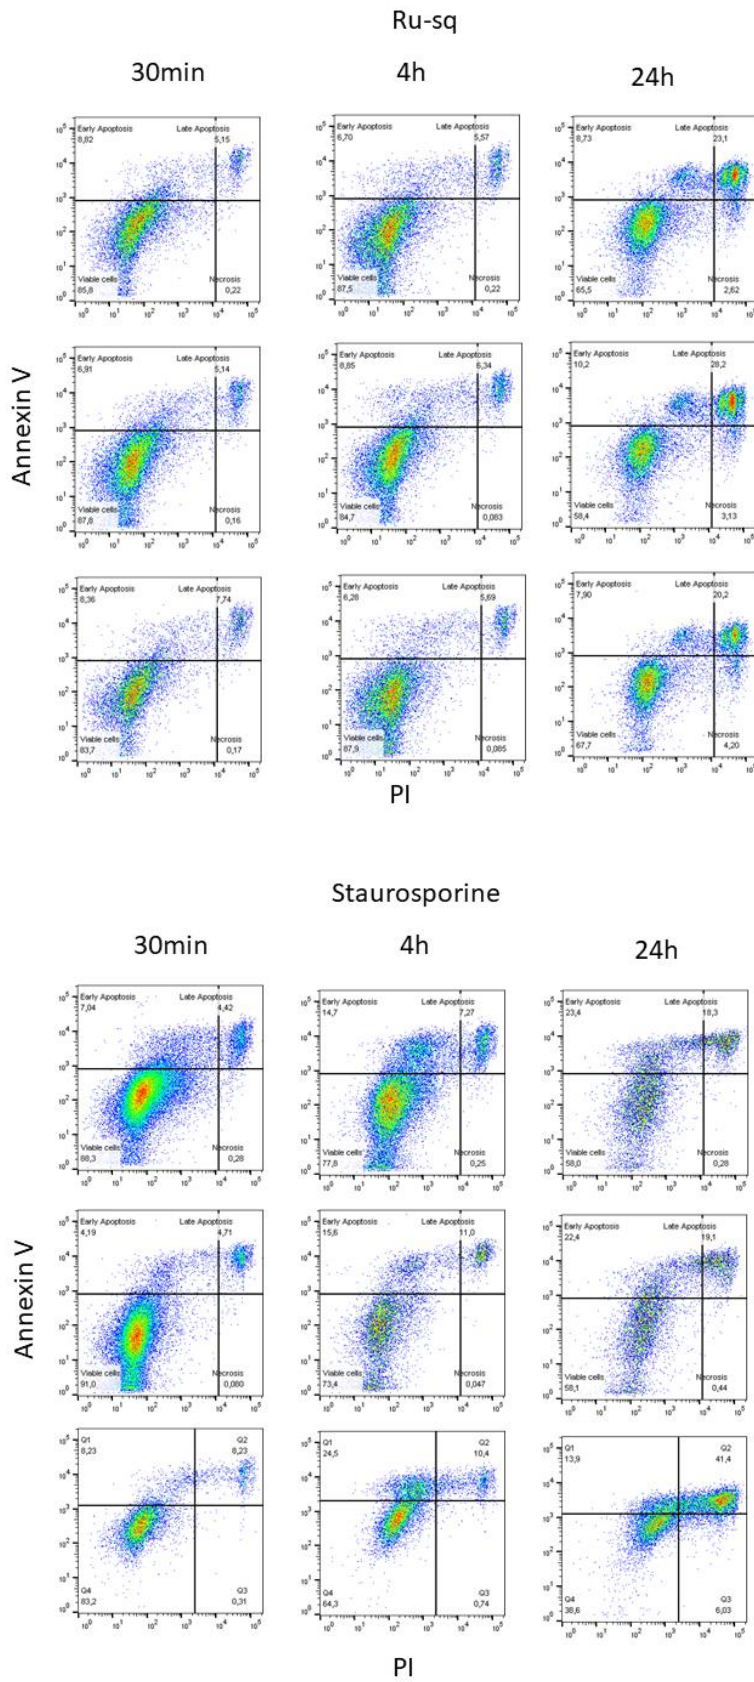 Ru-sq
30min 4h 24h
Early Apoptosis Late Apoptosis Early Apoptosis Late Apoptosis Early Apoptosis Late Apoptosis
8,82 5,15 6,70 5,57 8,73 23,1
Viable cells Necrosis Viable cells Necrosis Viable cells Necrosis
85,8 0,22 87,5 0,22 65,5 2,62
Annexin V
Early Apoptosis Late Apoptosis Early Apoptosis Late Apoptosis Early Apoptosis Late Apoptosis
6,91 5,14 8,85 6,34 10,2 28,2
Viable cells Necrosis Viable cells Necrosis Viable cells Necrosis
87,8 0,16 84,7 0,083 58,4 3,13
Early Apoptosis Late Apoptosis Early Apoptosis Late Apoptosis Early Apoptosis Late Apoptosis
8,36 7,74 6,28 5,69 7,90 20,2
Viable cells Necrosis Viable cells Necrosis Viable cells Necrosis
83,7 0,17 87,9 0,085 67,7 4,20
PI
Staurosporine
30min 4h 24h
Early Apoptosis Late Apoptosis Early Apoptosis Late Apoptosis Early Apoptosis Late Apoptosis
7,04 4,42 14,7 7,27 23,4 18,3
Viable cells Necrosis Viable cells Necrosis Viable cells Necrosis
88,3 0,28 77,8 0,25 58,0 0,28
Annexin V
Early Apoptosis Late Apoptosis Early Apoptosis Late Apoptosis Early Apoptosis Late Apoptosis
4,19 4,71 15,6 11,0 22,4 19,1
Viable cells Necrosis Viable cells Necrosis Viable cells Necrosis
91,0 0,080 73,4 0,047 58,1 0,44
Q1 Q2 Q1 Q2 Q1 Q2
8,23 8,23 24,5 10,4 13,9 41,4
Q4 Q3 Q4 Q3 Q4 Q3
83,2 0,31 64,3 0,74 38,6 6,03
PI